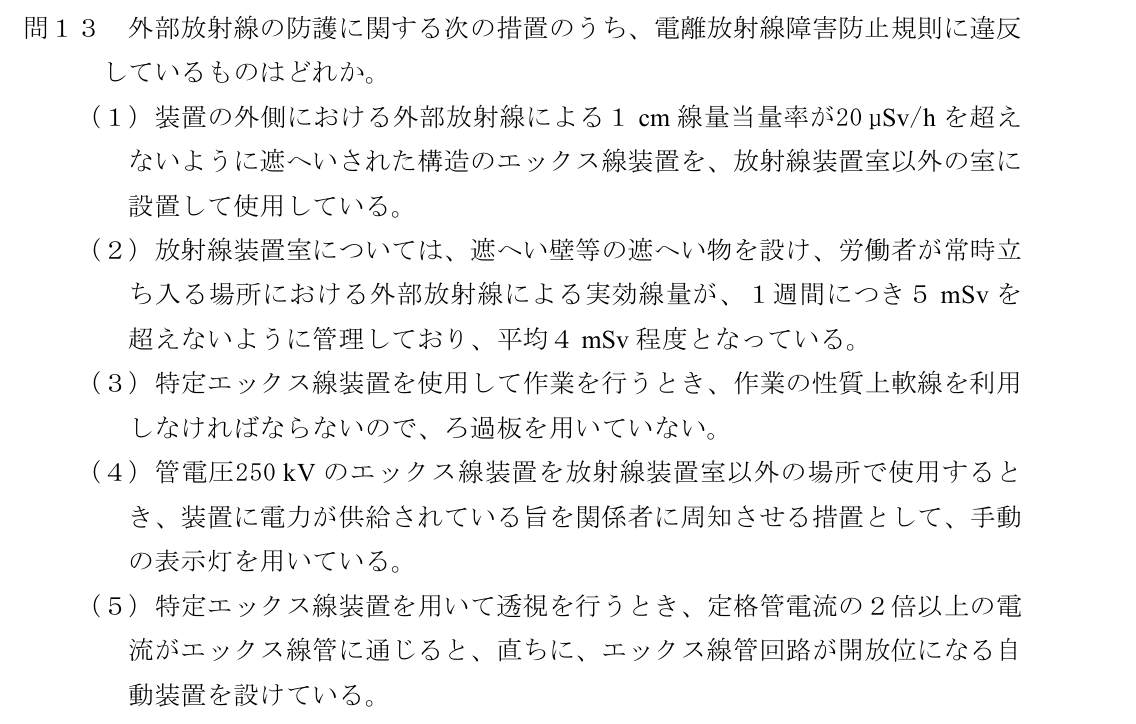 問１３　外部放射線の防護に関する次の措置のうち、電離放射線障害防止規則に違反
しているものはどれか。
（１）装置の外側における外部放射線による１ cm 線量当量率が20 µSv/h を超え
ないように遮へいされた構造のエックス線装置を、放射線装置室以外の室に
設置して使用している。
（２）放射線装置室については、遮へい壁等の遮へい物を設け、労働者が常時立
ち入る場所における外部放射線による実効線量が、１週間につき５ mSv を
超えないように管理しており、平均４ mSv 程度となっている。
（３）特定エックス線装置を使用して作業を行うとき、作業の性質上軟線を利用
しなければならないので、ろ過板を用いていない。
（４）管電圧250 kV のエックス線装置を放射線装置室以外の場所で使用すると
き、装置に電力が供給されている旨を関係者に周知させる措置として、手動
の表示灯を用いている。
（５）特定エックス線装置を用いて透視を行うとき、定格管電流の２倍以上の電
流がエックス線管に通じると、直ちに、エックス線管回路が開放位になる自
動装置を設けている。